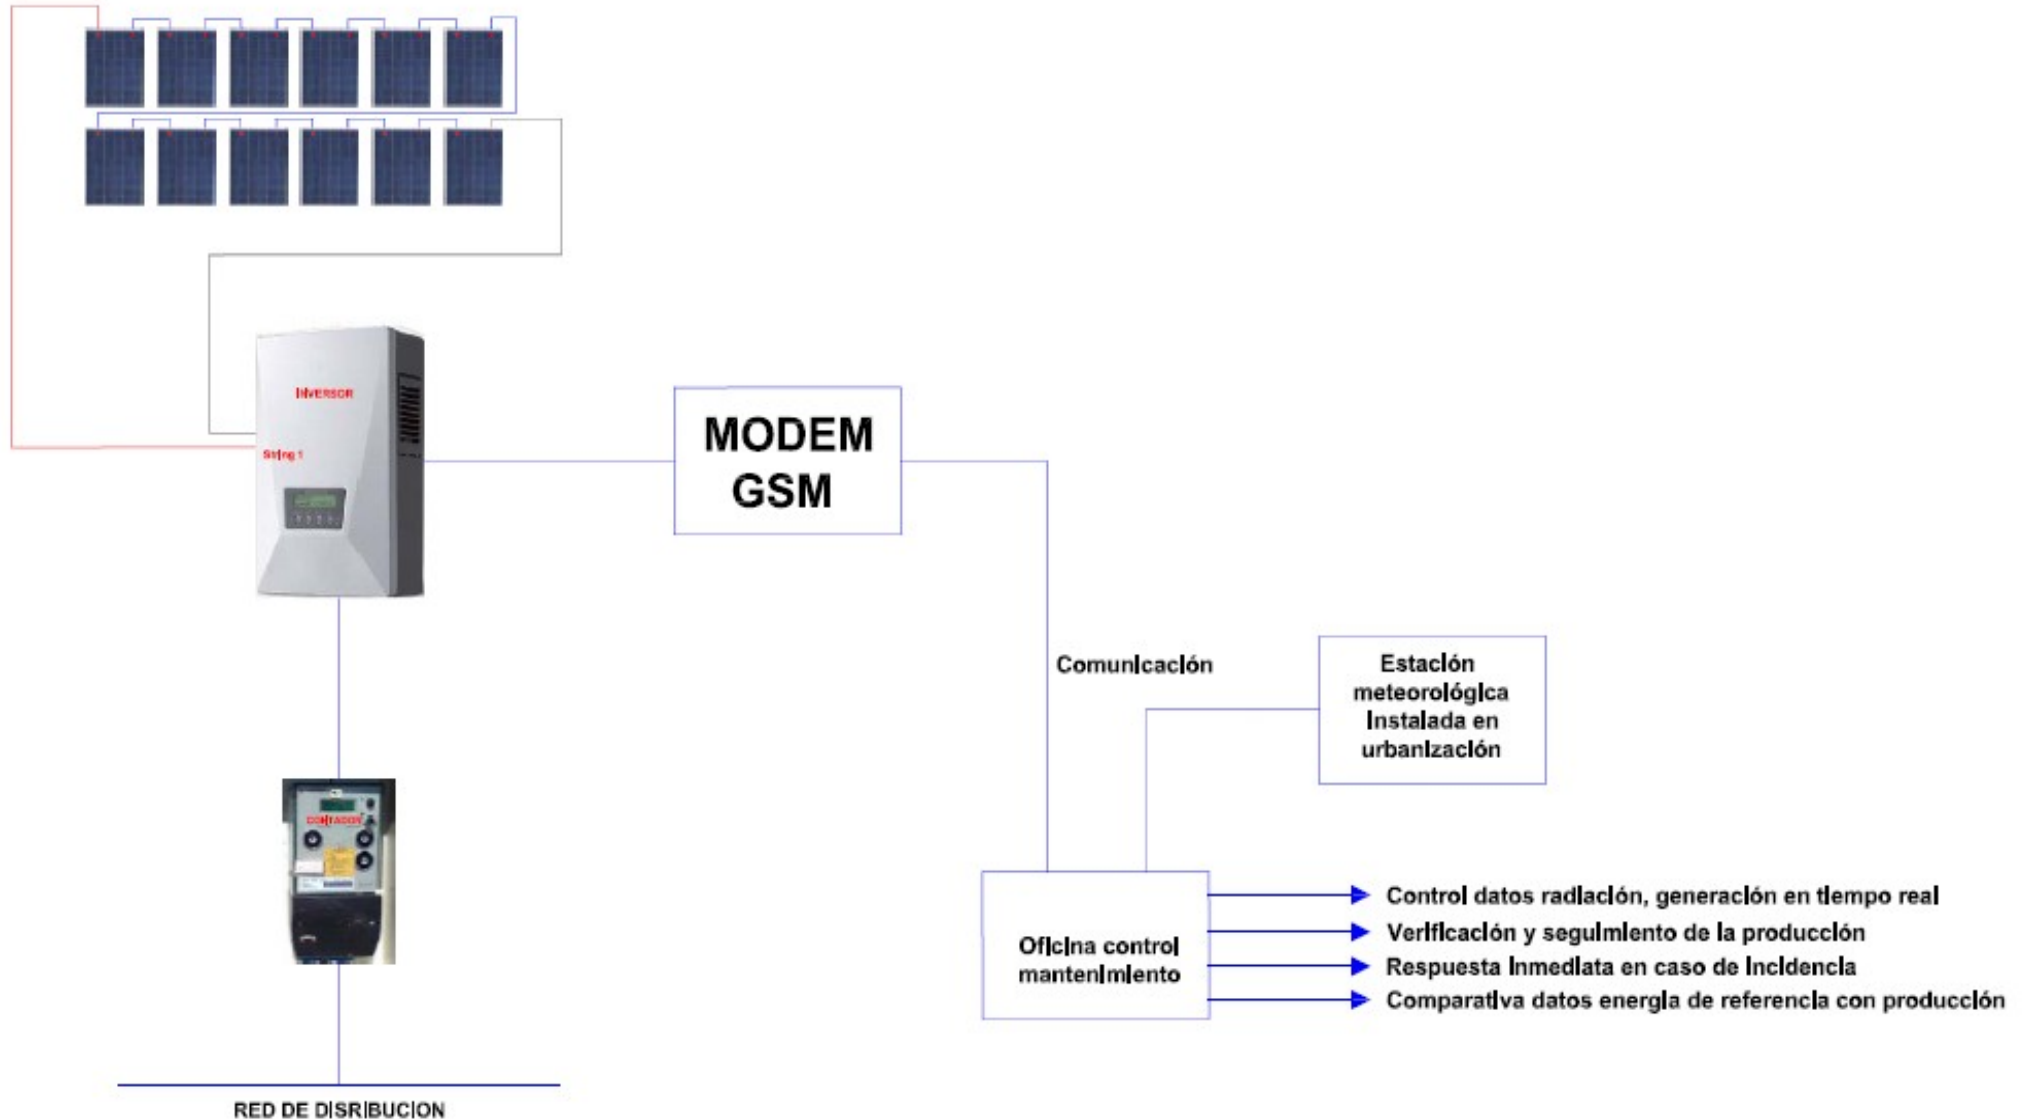 INVERSOR
String 1
MODEM
GSM
Comunicación
Estación
meteorológica
Instalada en
urbanización
CONTADOR
Oficina control
mantenimiento
Control datos radiación, generación en tiempo real
Verificación y seguimiento de la producción
Respuesta Inmediata en caso de Incidencia
Comparativa datos energia de referencia con producción
RED DE DISRIBUCION